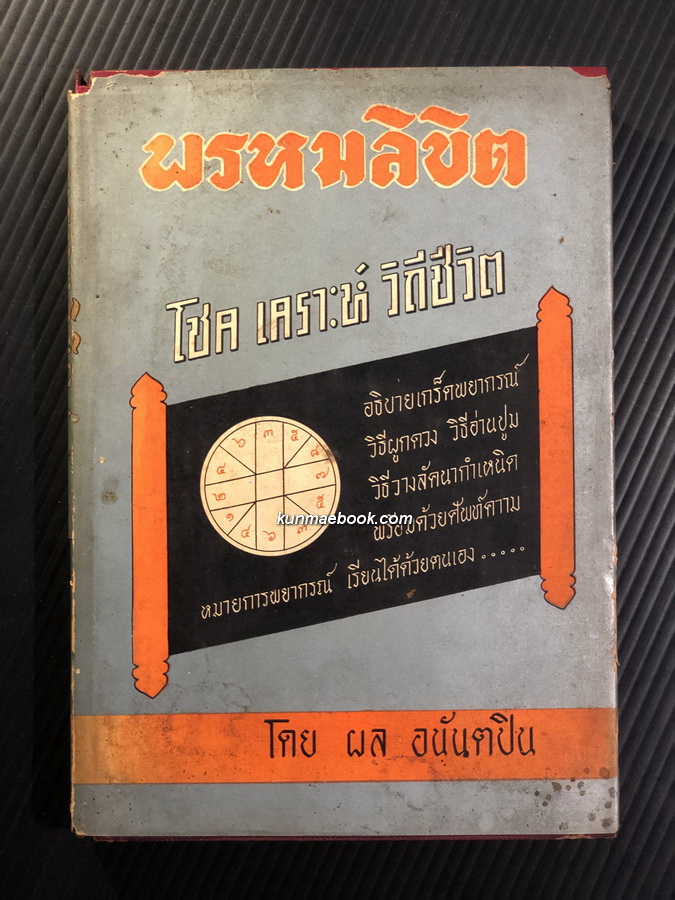 พรหมลิขิต
โชค เคราะห์ วิถีชีวิต
อธิบายเกร็ดพยากรณ์
วิธีผูกดวง วิธีอ่านปูม
วิธีวางลัคนากำเหนิด
kunmaebook.com
พร้อมด้วยศัพท์ความ
หมายการพยากรณ์ เรียนได้ด้วยตนเอง.....
โดย ผล อนันตปิน